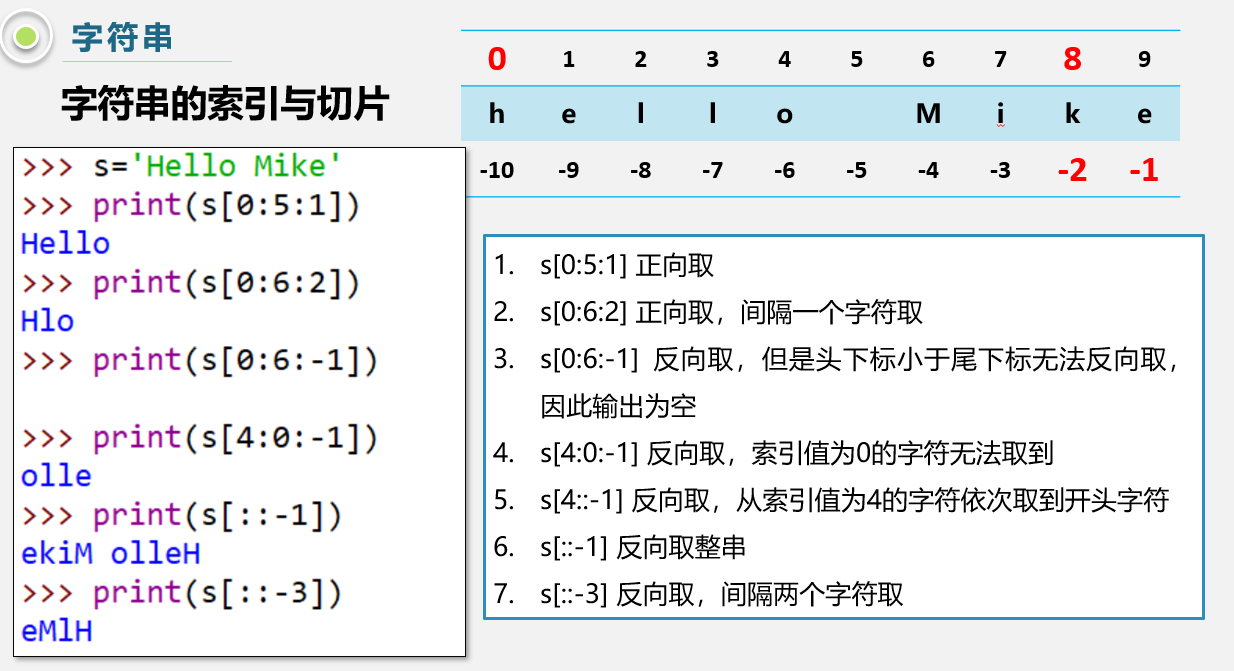 字符串
字符串的索引与切片
0 1 2 3 4 5 6 7 8 9
h e l l o M i k e
-10 -9 -8 -7 -6 -5 -4 -3 -2 -1
>>> s='Hello Mike'
>>> print(s[0:5:1])
Hello
>>> print(s[0:6:2])
Hlo
>>> print(s[0:6:-1])
>>> print(s[4:0:-1])
olle
>>> print(s[::-1])
ekiM olleH
>>> print(s[::-3])
eMlH
1. s[0:5:1] 正向取
2. s[0:6:2] 正向取，间隔一个字符取
3. s[0:6:-1] 反向取，但是头下标小于尾下标无法反向取，
因此输出为空
4. s[4:0:-1] 反向取，索引值为0的字符无法取到
5. s[4::-1] 反向取，从索引值为4的字符依次取到开头字符
6. s[::-1] 反向取整串
7. s[::-3] 反向取，间隔两个字符取